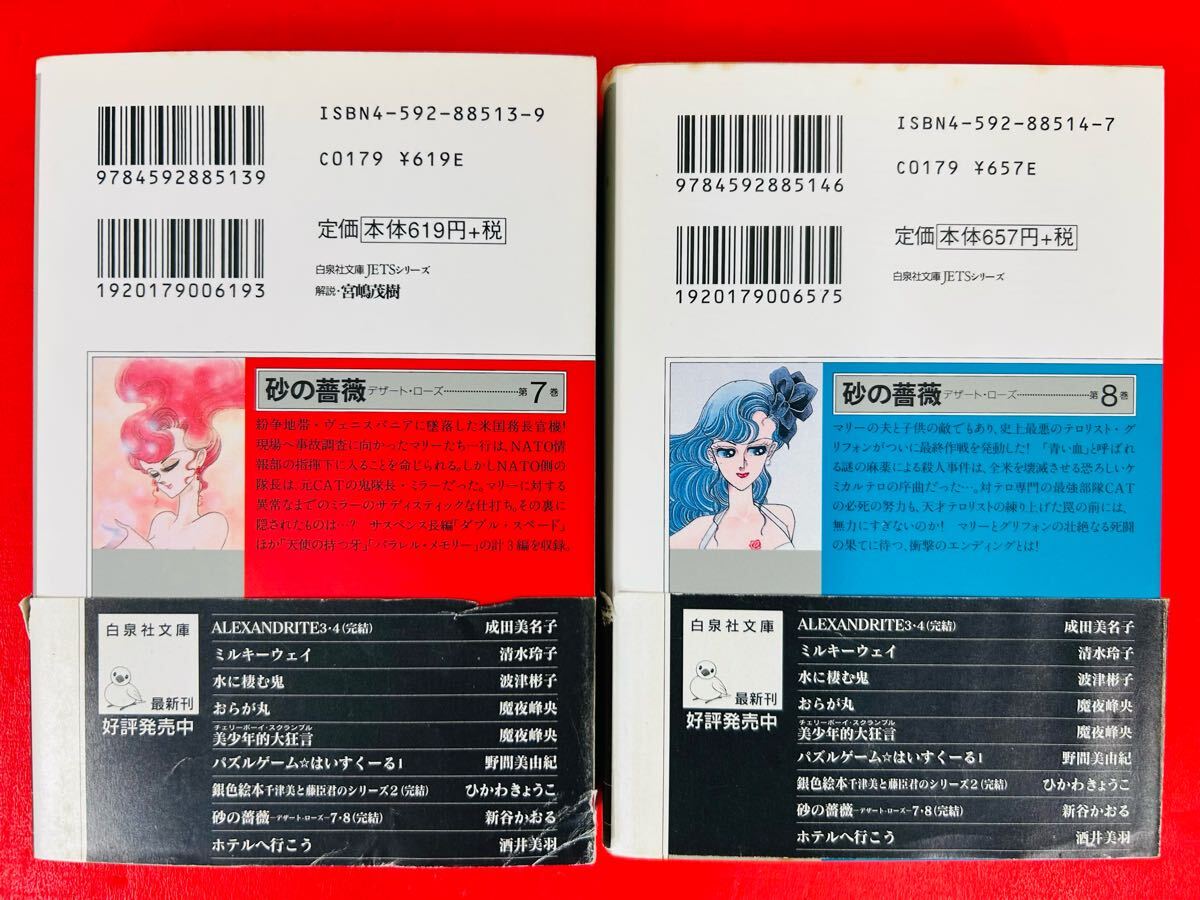 ISBN4-592-88513-9
C0179 ¥619E
9784592885139
定価 本体619円+税
白泉社文庫JETSシリーズ
1920179006193
解説・宮嶋茂樹
砂の薔薇 デザート・ローズ 第7巻
紛争地帯・ヴェニスバニアに墜落した米国務長官機!
現場へ事故調査に向かったマリーたち一行は、NATO情
報部の指揮下に入ることを命じられる。しかしNATO側の
隊長は、元CATの鬼隊長・ミラーだった。マリーに対する
異常なまでのミラーのサディスティックな仕打ち。その裏に
隠されたものは…? サスペンス長編「ダブル・スペード」
ほか「天使の持つ牙」「パラレル・メモリー」の計3編を収録。
白泉社文庫
最新刊
好評発売中
ALEXANDRITE3・4(完結) 成田美名子
ミルキーウェイ 清水玲子
水に棲む鬼 波津彬子
おらが丸 魔夜峰央
チェリーボーイ・スクランブル
美少年的大狂言 魔夜峰央
パズルゲーム☆はいすくーる1 野間美由紀
銀色絵本 千津美と藤臣君のシリーズ2(完結) ひかわきょうこ
砂の薔薇—デザート・ローズ—7・8(完結) 新谷かおる
ホテルへ行こう 酒井美羽
ISBN4-592-88514-7
C0179 ¥657E
9784592885146
定価 本体657円+税
白泉社文庫JETSシリーズ
1920179006575
砂の薔薇 デザート・ローズ 第8巻
マリーの夫と子供の敵でもあり、史上最悪のテロリスト・グ
リフォンがついに最終作戦を発動した! 「青い血」と呼ばれ
る謎の麻薬による殺人事件は、全米を壊滅させる恐ろしいケ
ミカルテロの序曲だった…。対テロ専門の最強部隊CAT
の必死の努力も、天才テロリストの練り上げた罠の前には、
無力にすぎないのか! マリーとグリフォンの壮絶なる死闘
の果てに待つ、衝撃のエンディングとは!
白泉社文庫
最新刊
好評発売中
ALEXANDRITE3・4(完結) 成田美名子
ミルキーウェイ 清水玲子
水に棲む鬼 波津彬子
おらが丸 魔夜峰央
チェリーボーイ・スクランブル
美少年的大狂言 魔夜峰央
パズルゲーム☆はいすくーる1 野間美由紀
銀色絵本 千津美と藤臣君のシリーズ2(完結) ひかわきょうこ
砂の薔薇—デザート・ローズ—7・8(完結) 新谷かおる
ホテルへ行こう 酒井美羽